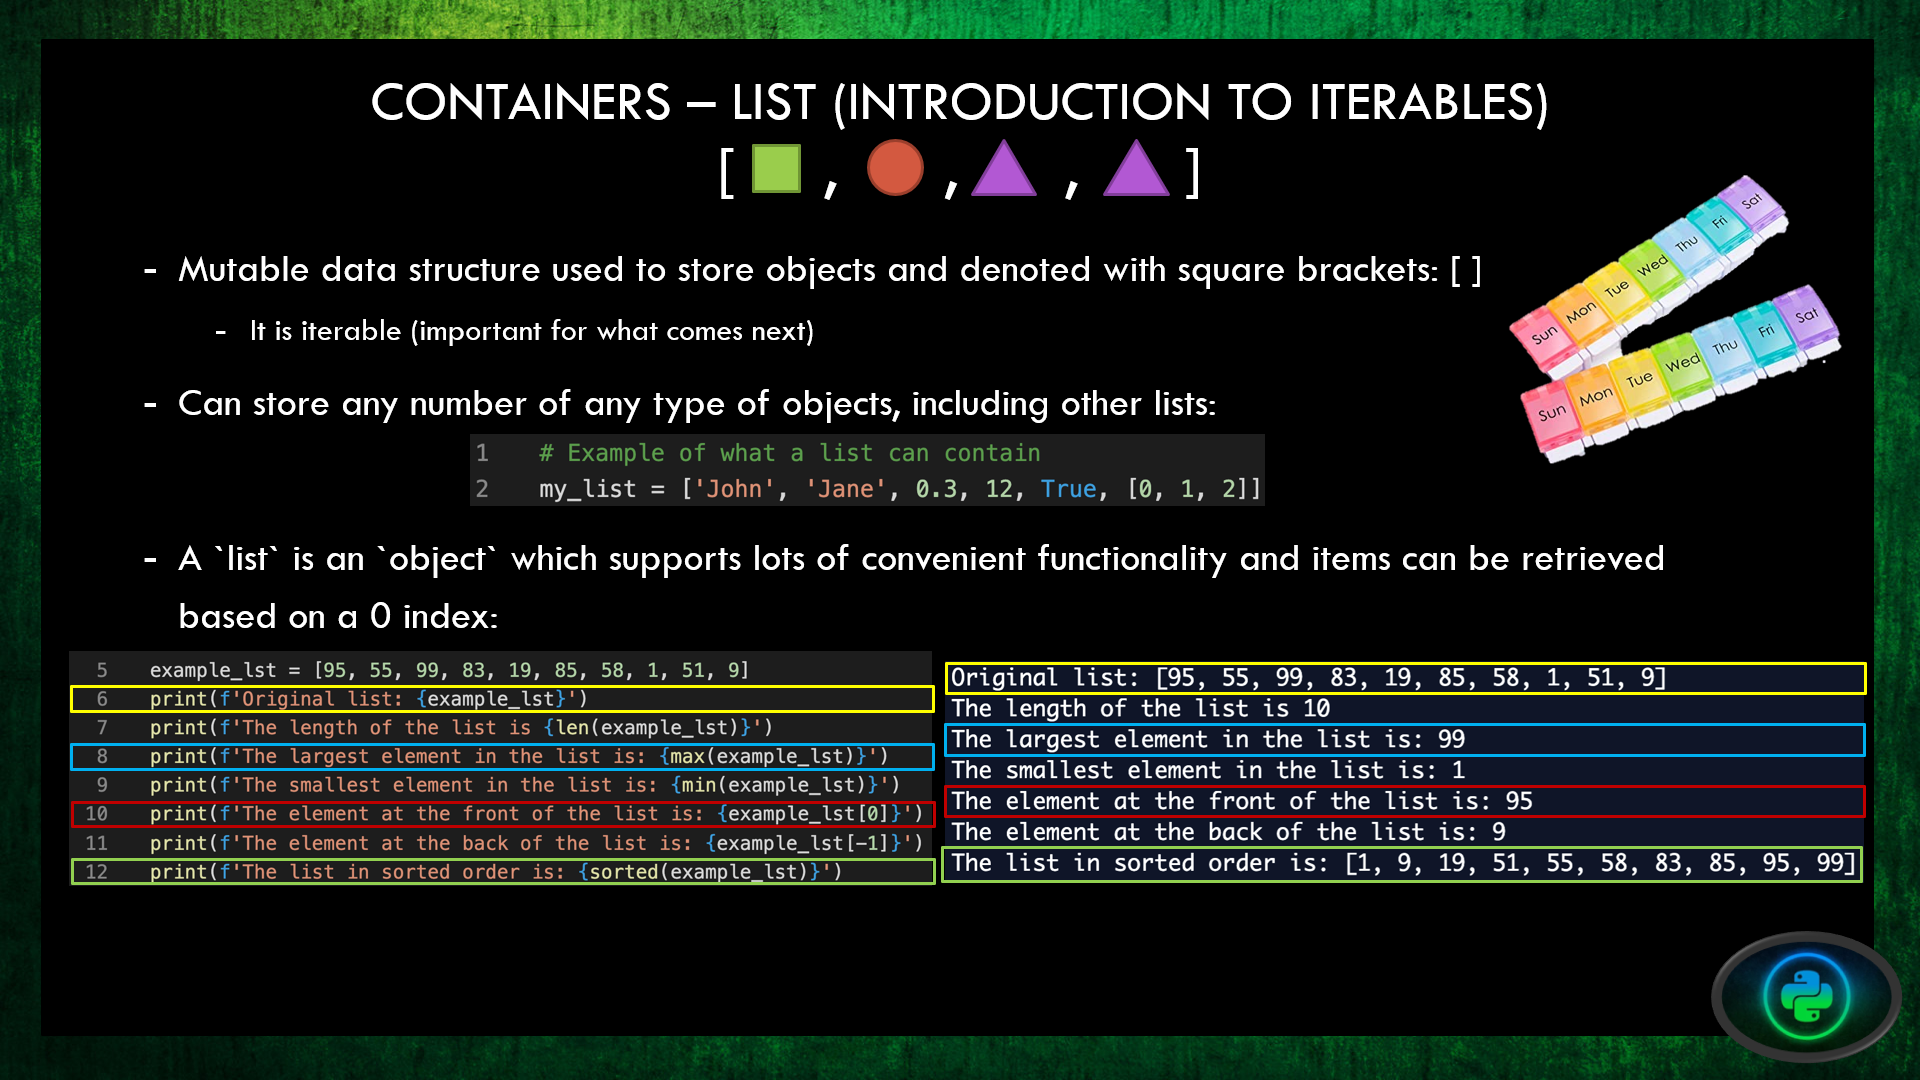 CONTAINERS – LIST (INTRODUCTION TO ITERABLES)
[ , , , ]
- Mutable data structure used to store objects and denoted with square brackets: [ ]
- It is iterable (important for what comes next)
Sun Mon Tue Wed Thu Fri Sat
Sun Mon Tue Wed Thu Fri Sat
- Can store any number of any type of objects, including other lists:
1 # Example of what a list can contain
2 my_list = ['John', 'Jane', 0.3, 12, True, [0, 1, 2]]
- A `list` is an `object` which supports lots of convenient functionality and items can be retrieved
based on a 0 index:
5 example_lst = [95, 55, 99, 83, 19, 85, 58, 1, 51, 9]
6 print(f'Original list: {example_lst}')
7 print(f'The length of the list is {len(example_lst)}')
8 print(f'The largest element in the list is: {max(example_lst)}')
9 print(f'The smallest element in the list is: {min(example_lst)}')
10 print(f'The element at the front of the list is: {example_lst[0]}')
11 print(f'The element at the back of the list is: {example_lst[-1]}')
12 print(f'The list in sorted order is: {sorted(example_lst)}')
Original list: [95, 55, 99, 83, 19, 85, 58, 1, 51, 9]
The length of the list is 10
The largest element in the list is: 99
The smallest element in the list is: 1
The element at the front of the list is: 95
The element at the back of the list is: 9
The list in sorted order is: [1, 9, 19, 51, 55, 58, 83, 85, 95, 99]